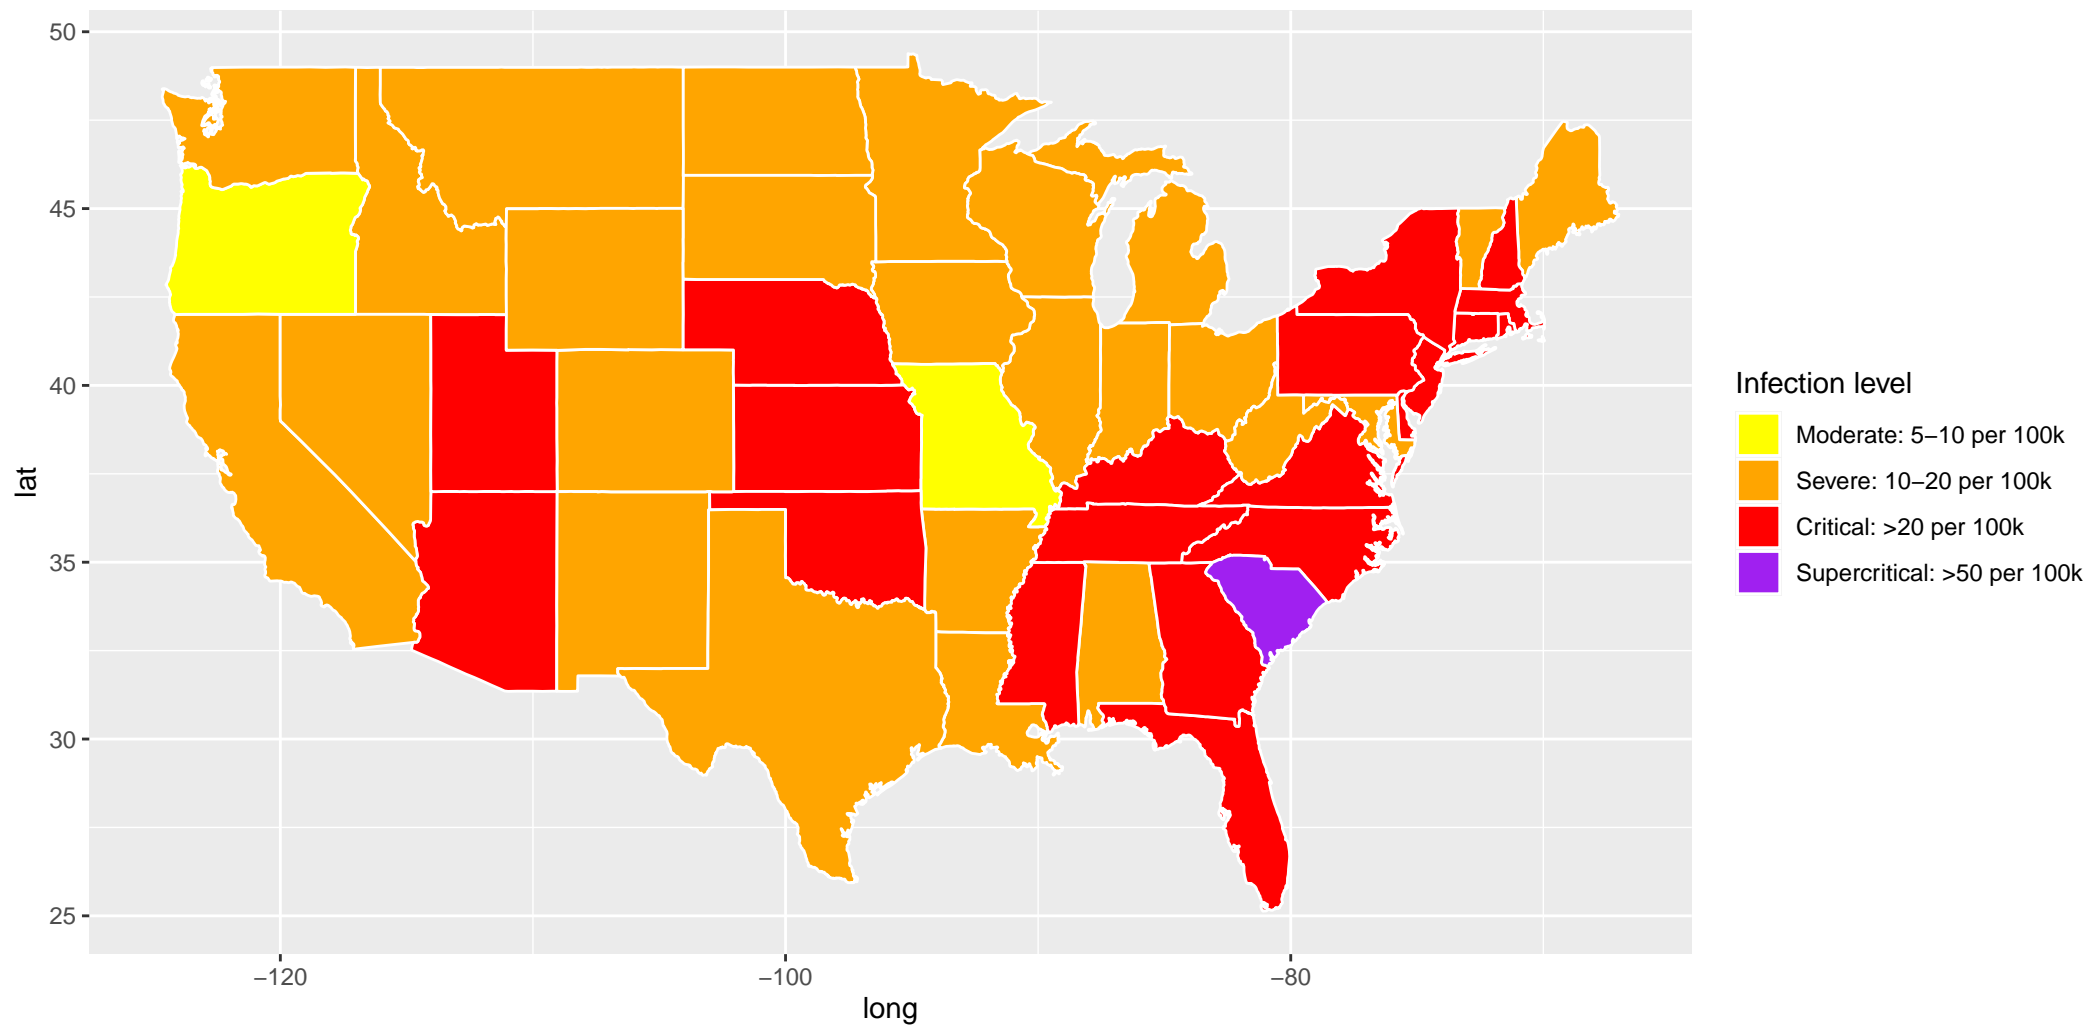 50
45
40
35
30
25
lat
−120
−100
−80
long
Infection level
Moderate: 5−10 per 100k
Severe: 10−20 per 100k
Critical: >20 per 100k
Supercritical: >50 per 100k